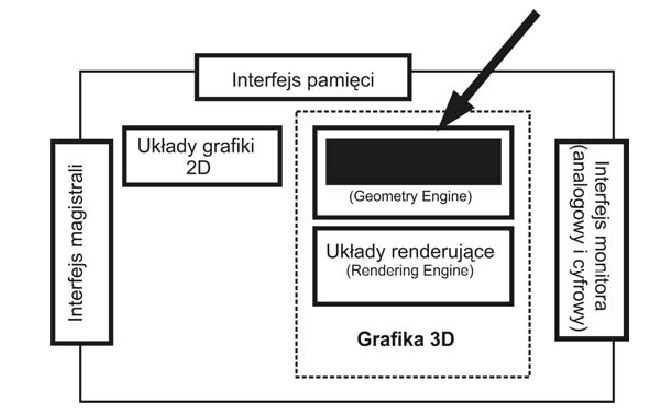 Interfejs pamięci
Układy grafiki
2D
(Geometry Engine)
Układy renderujące
(Rendering Engine)
Grafika 3D
Interfejs magistrali
Interfejs monitora
(analogowy i cyfrowy)